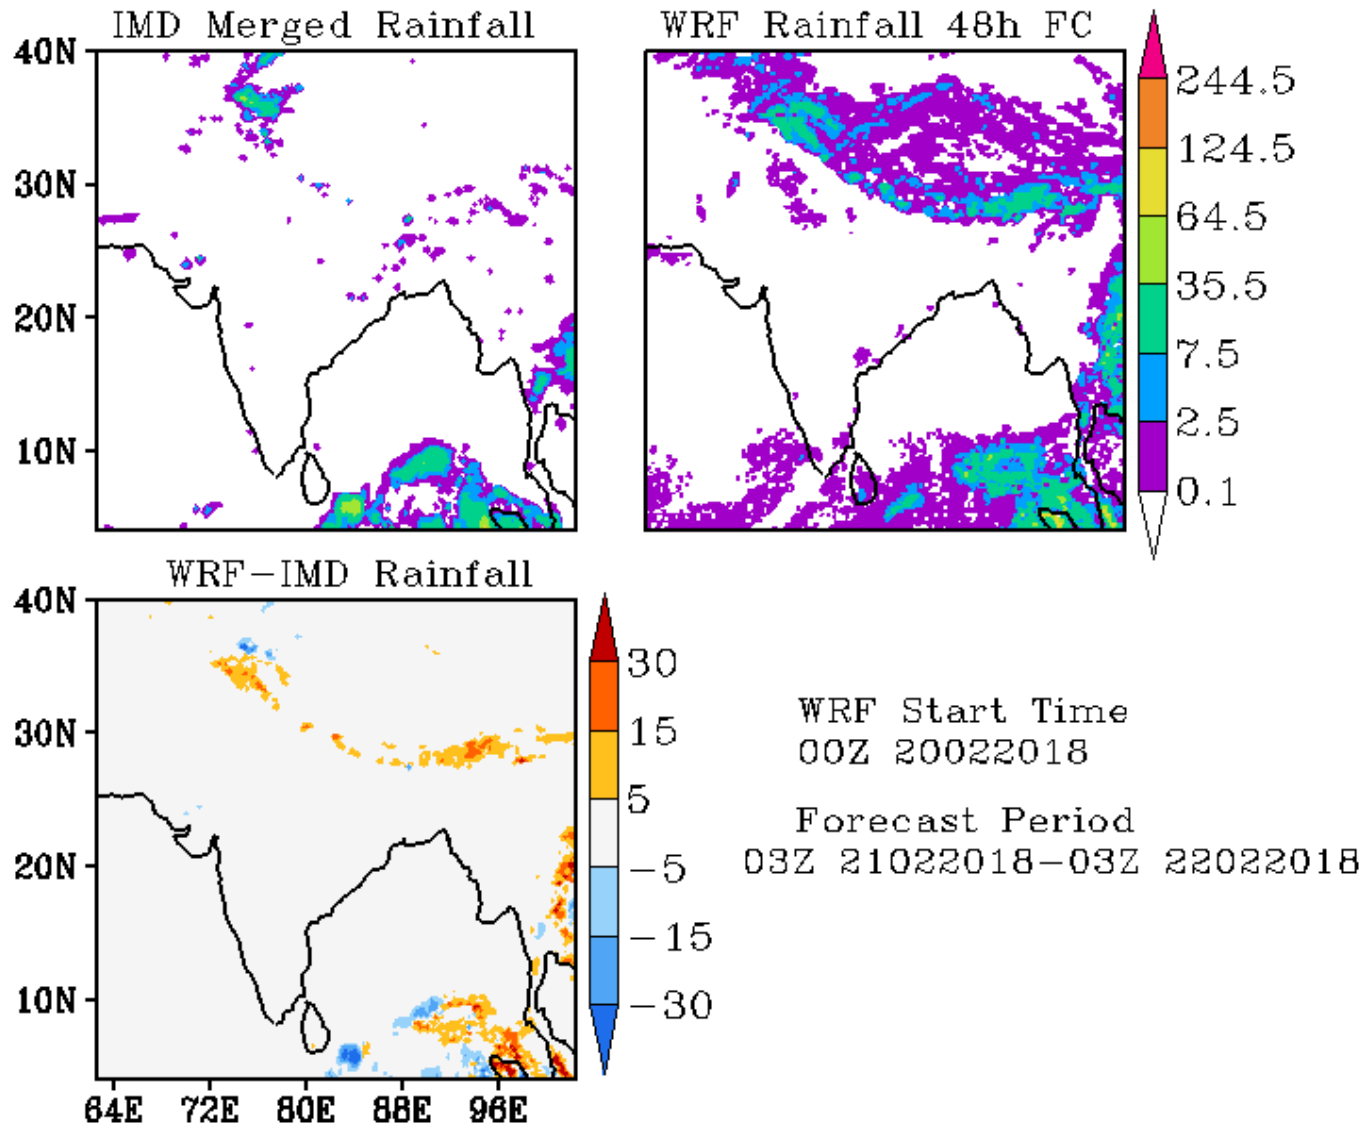 IMD Merged Rainfall
WRF Rainfall 48h FC
40N
30N
20N
10N
244.5
124.5
64.5
35.5
7.5
2.5
0.1
WRF-IMD Rainfall
40N
30N
20N
10N
64E 72E 80E 88E 96E
30
15
5
-5
-15
-30
WRF Start Time
00Z 20022018
Forecast Period
03Z 21022018-03Z 22022018